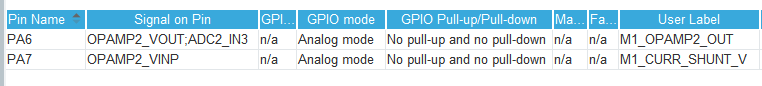 Pin Name Signal on Pin GPI... GPIO mode GPIO Pull-up/Pull-down Ma... Fa... User Label
PA6 OPAMP2_VOUT;ADC2_IN3 n/a Analog mode No pull-up and no pull-down n/a n/a M1_OPAMP2_OUT
PA7 OPAMP2_VINP n/a Analog mode No pull-up and no pull-down n/a n/a M1_CURR_SHUNT_V